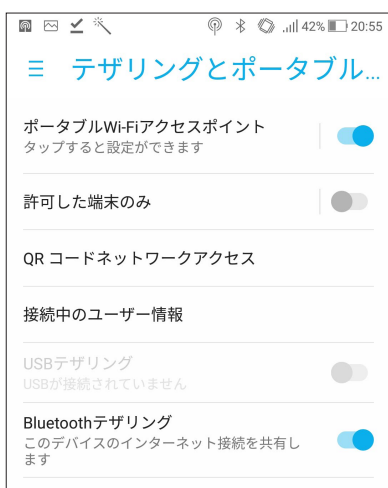 42% 20:55
テザリングとポータブル...
ポータブルWi-Fiアクセスポイント
タップすると設定ができます
許可した端末のみ
QR コードネットワークアクセス
接続中のユーザー情報
USBテザリング
USBが接続されていません
Bluetoothテザリング
このデバイスのインターネット接続を共有し
ます